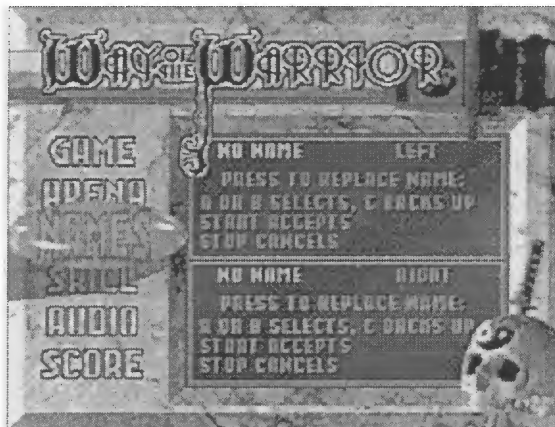 WAY OF THE WARRIOR
GAME
ARENA
NAMES
SKILL
AUDIO
SCORE
NO NAME LEFT
PRESS TO REPLACE NAME:
A OR B SELECTS, C BACKS UP
START ACCEPTS
STOP CANCELS
NO NAME RIGHT
PRESS TO REPLACE NAME:
A OR B SELECTS, C BACKS UP
START ACCEPTS
STOP CANCELS